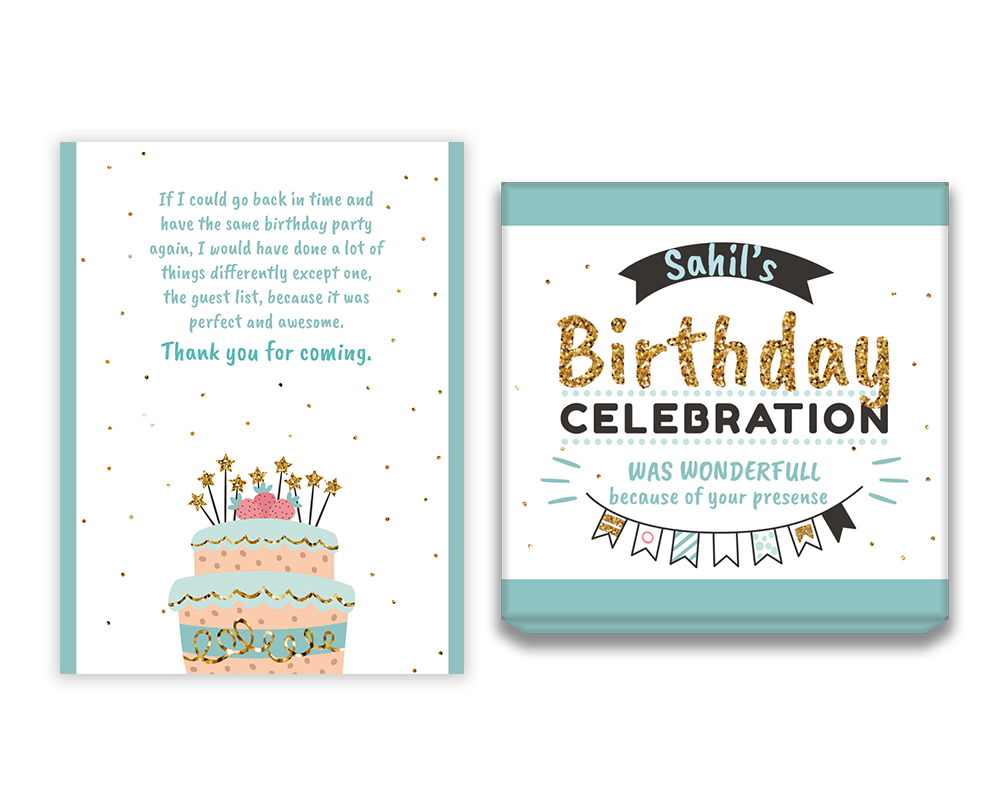 If I could go back in time and
have the same birthday party
again, I would have done a lot of
things differently except one,
the guest list, because it was
perfect and awesome.
Thank you for coming.
Sahil's
Birthday
CELEBRATION
WAS WONDERFULL
because of your presense